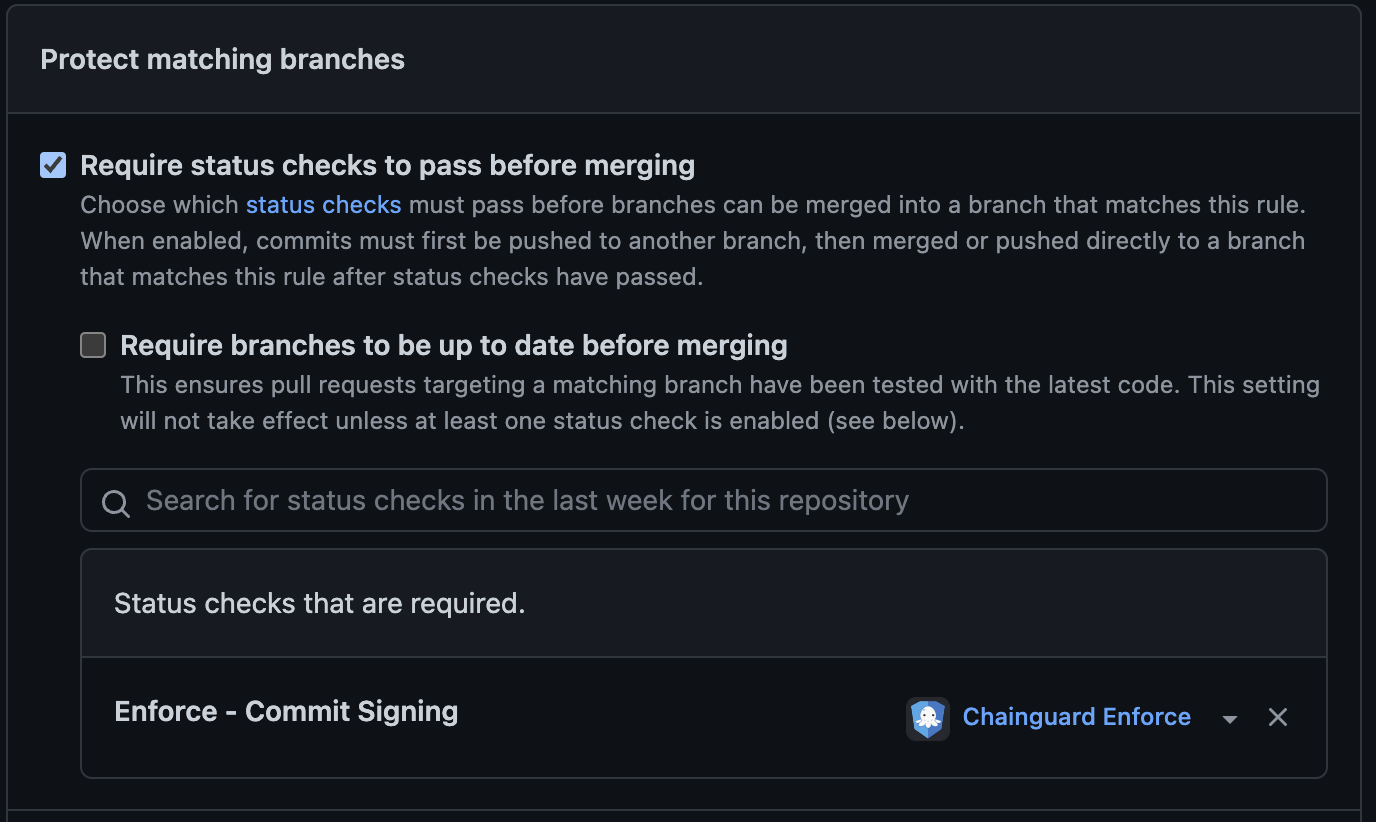 Protect matching branches
Require status checks to pass before merging
Choose which status checks must pass before branches can be merged into a branch that matches this rule.
When enabled, commits must first be pushed to another branch, then merged or pushed directly to a branch
that matches this rule after status checks have passed.
Require branches to be up to date before merging
This ensures pull requests targeting a matching branch have been tested with the latest code. This setting
will not take effect unless at least one status check is enabled (see below).
Search for status checks in the last week for this repository
Status checks that are required.
Enforce - Commit Signing
Chainguard Enforce